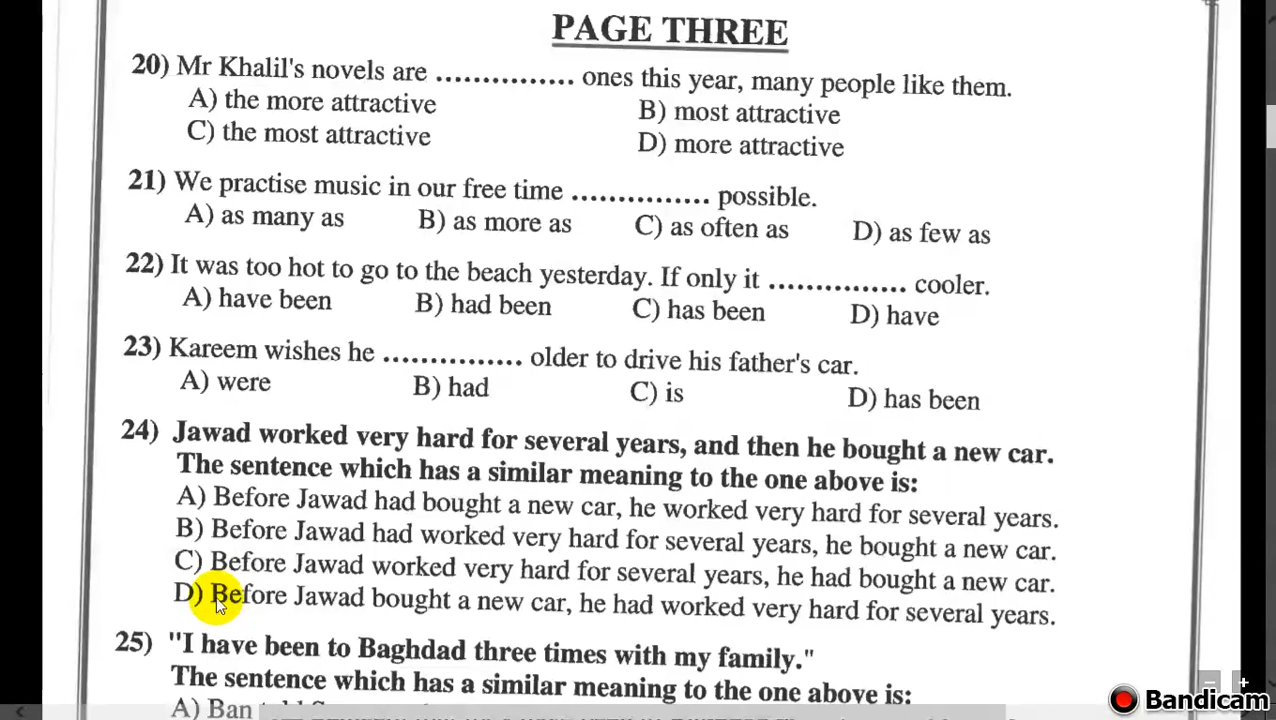 PAGE THREE
20) Mr Khalil's novels are ............... ones this year, many people like them.
A) the more attractive B) most attractive
C) the most attractive D) more attractive
21) We practise music in our free time ............... possible.
A) as many as B) as more as C) as often as D) as few as
22) It was too hot to go to the beach yesterday. If only it ............... cooler.
A) have been B) had been C) has been D) have
23) Kareem wishes he ............... older to drive his father's car.
A) were B) had C) is D) has been
24) Jawad worked very hard for several years, and then he bought a new car.
The sentence which has a similar meaning to the one above is:
A) Before Jawad had bought a new car, he worked very hard for several years.
B) Before Jawad had worked very hard for several years, he bought a new car.
C) Before Jawad worked very hard for several years, he had bought a new car.
D) Before Jawad bought a new car, he had worked very hard for several years.
25) "I have been to Baghdad three times with my family."
The sentence which has a similar meaning to the one above is:
A) Ban
Bandicam